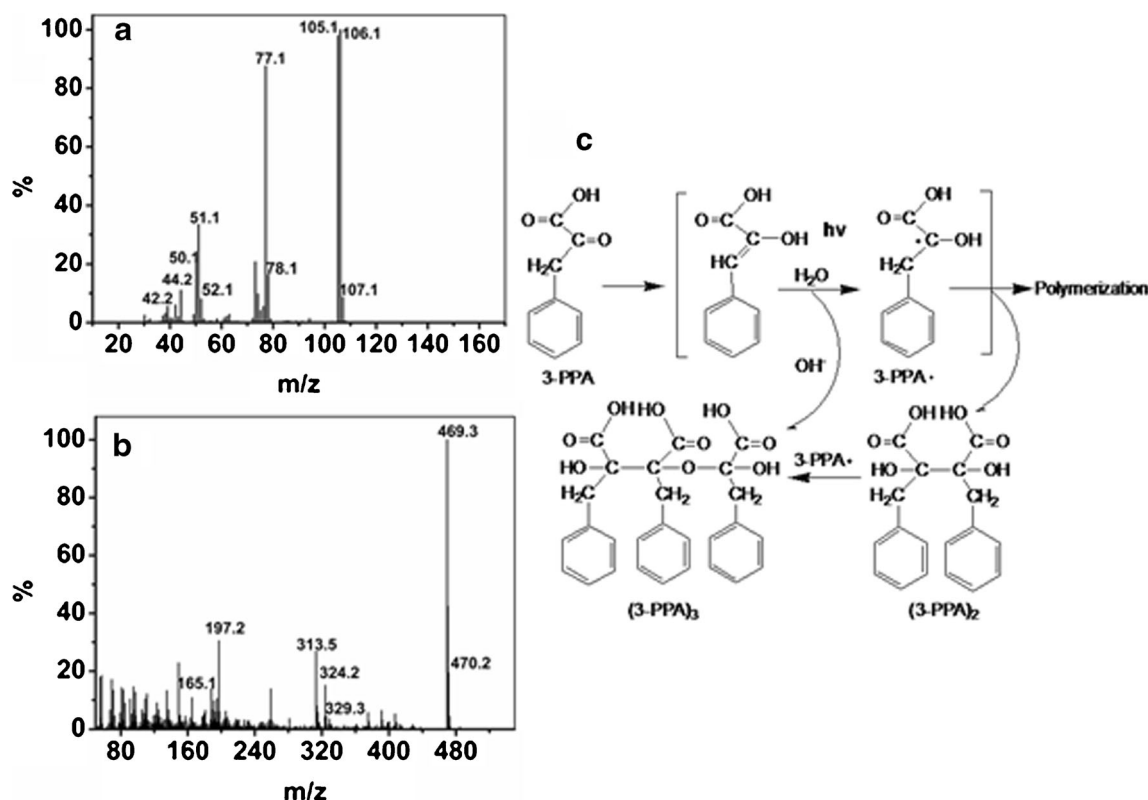 a
100
80
60
40
20
0
%
105.1
106.1
77.1
51.1
50.1
44.2
42.2
52.1
78.1
107.1
20 40 60 80 100 120 140 160
m/z
b
100
80
60
40
20
0
%
469.3
470.2
197.2
165.1
313.5
324.2
329.3
80 160 240 320 400 480
m/z
c
OH
O=C
C=O
H₂C
3-PPA
OH
O=C
C-OH
HC
hv
H₂O
OH
O=C
C-OH
H₂C
3-PPA·
Polymerization
OH⁻
OH HO HO
O=C C=O C=O
HO C C O C OH
H₂C CH₂ CH₂
(3-PPA)₃
3-PPA·
OH HO
O=C C=O
HO C C OH
H₂C CH₂
(3-PPA)₂